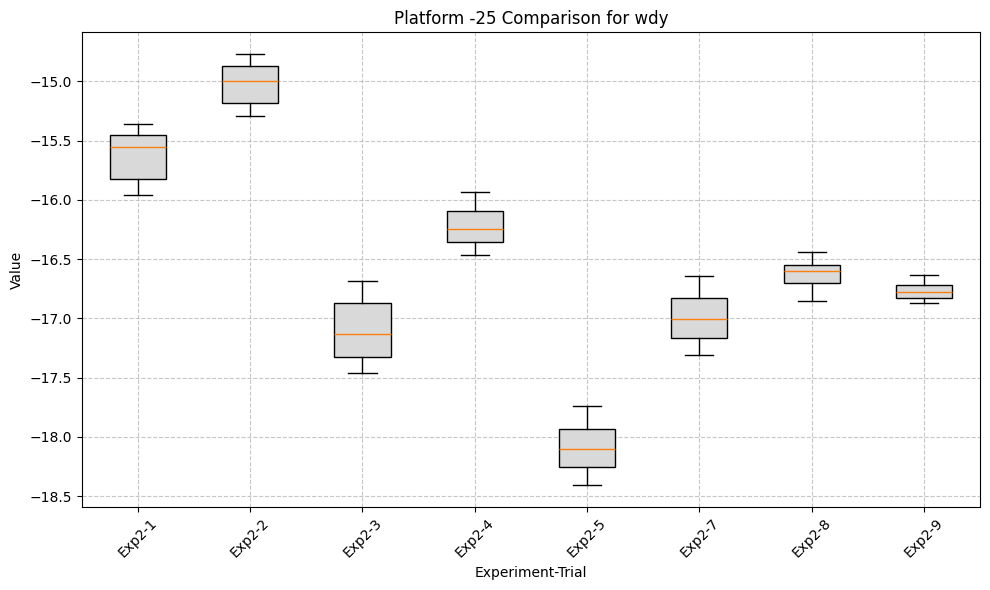 Platform -25 Comparison for wdy
Value
−15.0
−15.5
−16.0
−16.5
−17.0
−17.5
−18.0
−18.5
Exp2-1
Exp2-2
Exp2-3
Exp2-4
Exp2-5
Exp2-7
Exp2-8
Exp2-9
Experiment-Trial